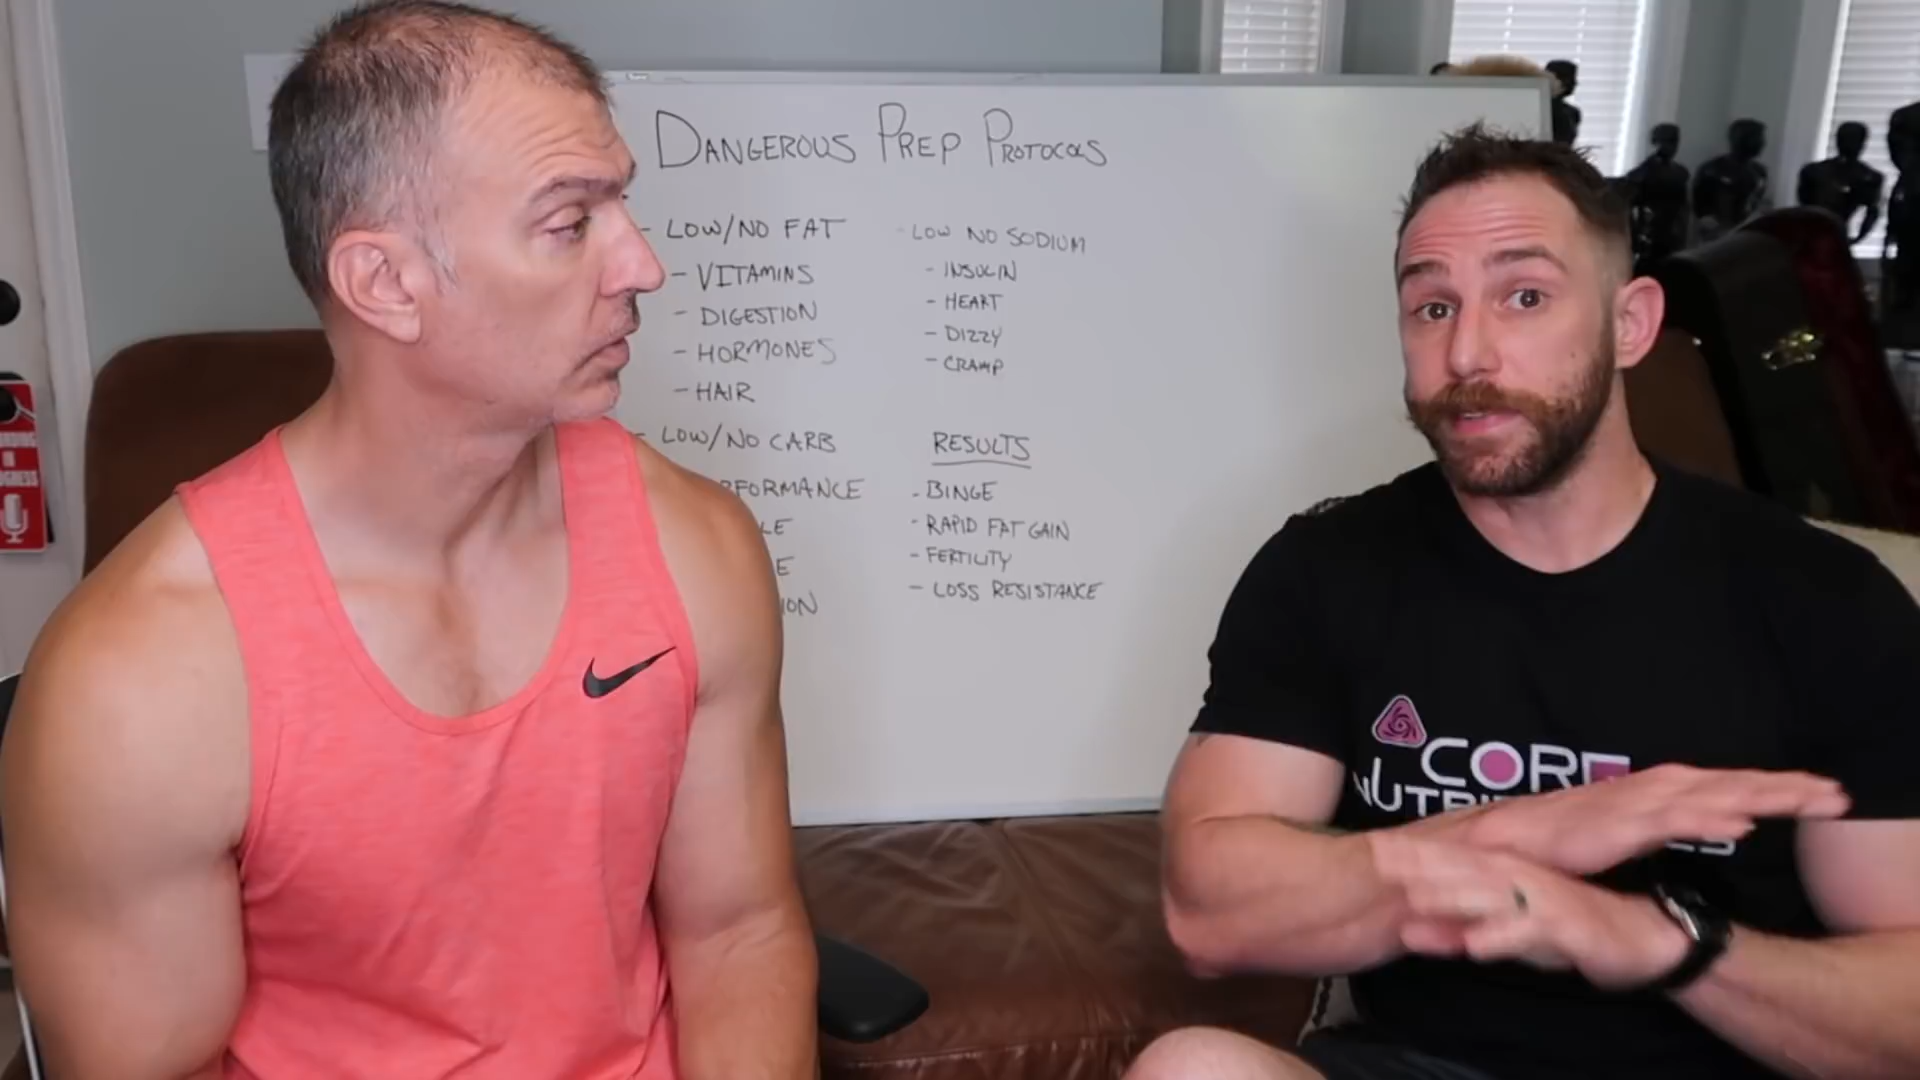 DANGEROUS PREP PROTOCOLS
- LOW/NO FAT
- VITAMINS
- DIGESTION
- HORMONES
- HAIR
- LOW/NO CARB
- LOW NO SODIUM
- INSULIN
- HEART
- DIZZY
- CRAMP
RESULTS
- BINGE
- RAPID FAT GAIN
- FERTILITY
- LOSS RESISTANCE
CORE
IN